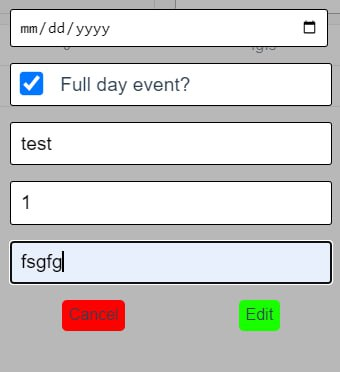 mm/dd/yyyy
Full day event?
test
1
fsgfg
Cancel Edit